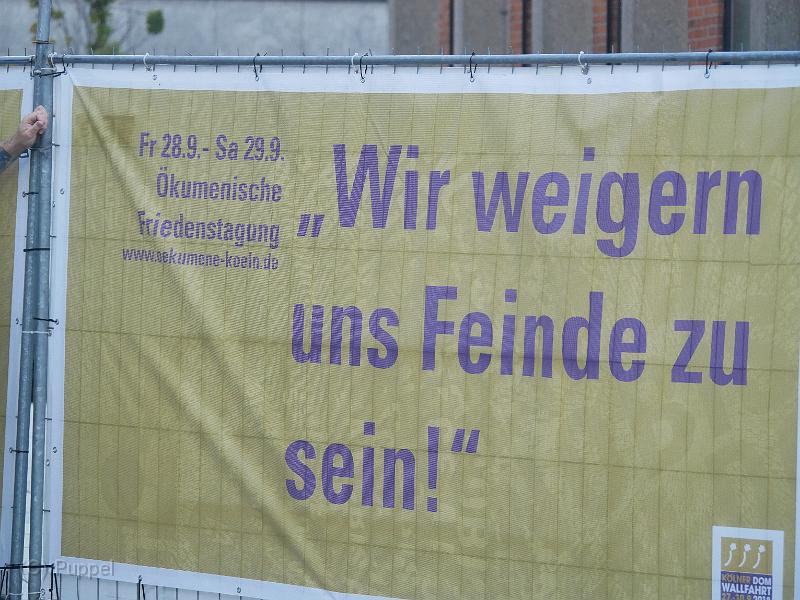 Fr 28.9.- Sa 29.9.
Ökumenische
Friedenstagung
www.oekumene-koeln.de
„Wir weigern
uns Feinde zu
sein!“
KÖLNER DOM
WALLFAHRT
Puppel